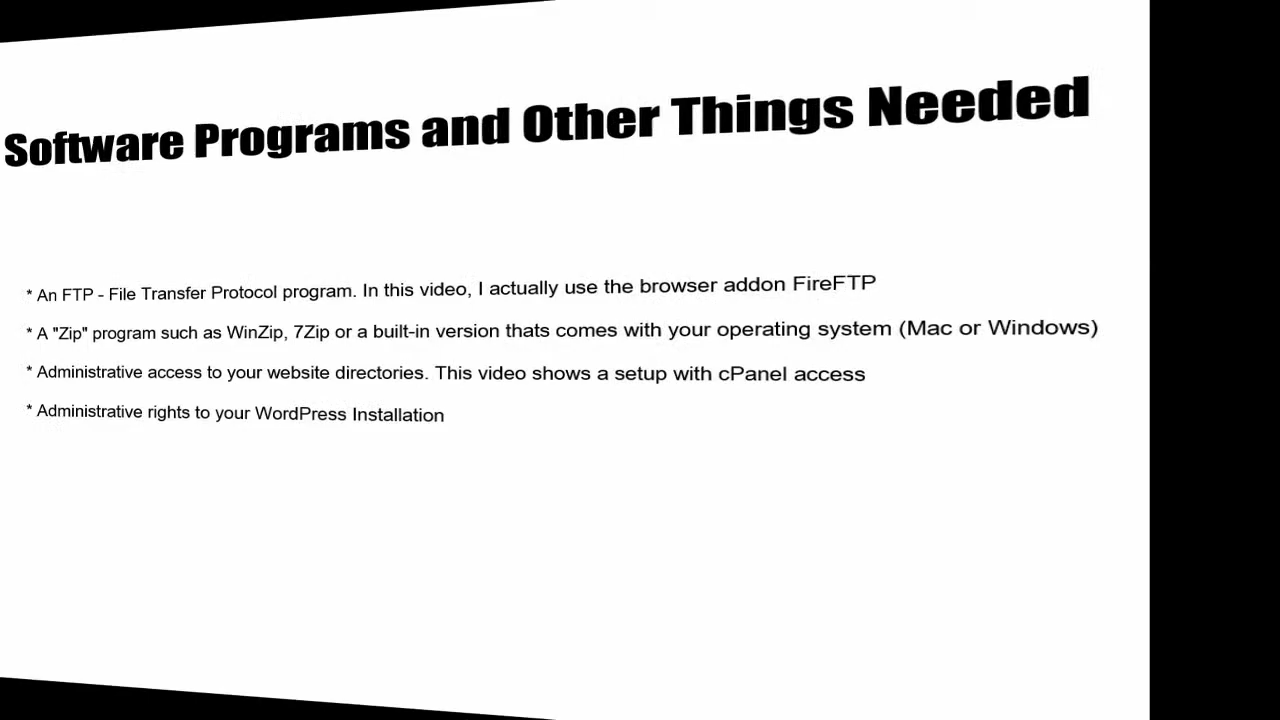 Software Programs and Other Things Needed
* An FTP - File Transfer Protocol program. In this video, I actually use the browser addon FireFTP
* A "Zip" program such as WinZip, 7Zip or a built-in version thats comes with your operating system (Mac or Windows)
* Administrative access to your website directories. This video shows a setup with cPanel access
* Administrative rights to your WordPress Installation